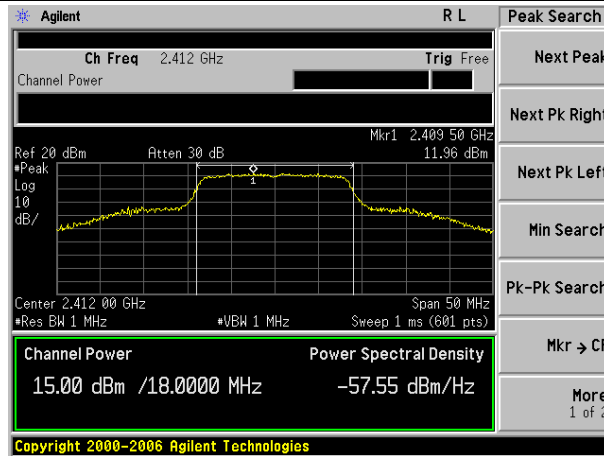 Agilent R L Peak Search
Ch Freq 2.412 GHz Trig Free
Channel Power
Next Peak
Next Pk Right
Next Pk Left
Min Search
Pk-Pk Search
Mkr → CF
More
1 of 2
Mkr1 2.409 50 GHz
Ref 20 dBm Atten 30 dB 11.96 dBm
#Peak
Log
10
dB/
1
Center 2.412 00 GHz Span 50 MHz
#Res BW 1 MHz #VBW 1 MHz Sweep 1 ms (601 pts)
Channel Power Power Spectral Density
15.00 dBm /18.0000 MHz -57.55 dBm/Hz
Copyright 2000-2006 Agilent Technologies